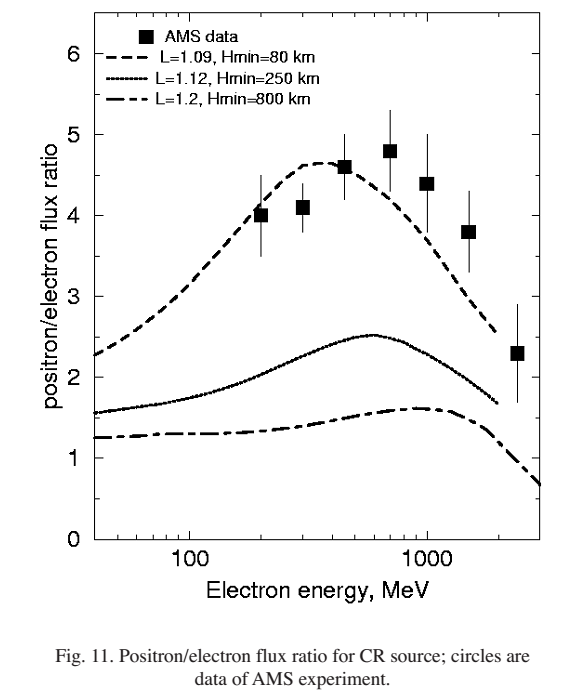 6
AMS data
L=1.09, Hmin=80 km
L=1.12, Hmin=250 km
L=1.2, Hmin=800 km
5
4
3
2
1
0
positron/electron flux ratio
100
1000
Electron energy, MeV
Fig. 11. Positron/electron flux ratio for CR source; circles are
data of AMS experiment.